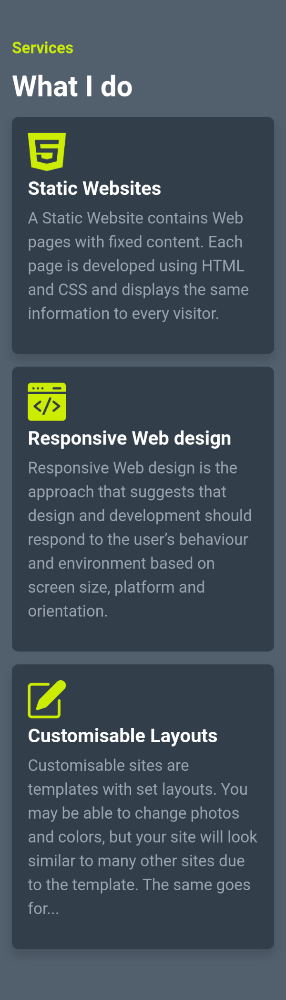 Services
What I do
Static Websites
A Static Website contains Web
pages with fixed content. Each
page is developed using HTML
and CSS and displays the same
information to every visitor.
Responsive Web design
Responsive Web design is the
approach that suggests that
design and development should
respond to the user’s behaviour
and environment based on
screen size, platform and
orientation.
Customisable Layouts
Customisable sites are
templates with set layouts. You
may be able to change photos
and colors, but your site will look
similar to many other sites due
to the template. The same goes
for...